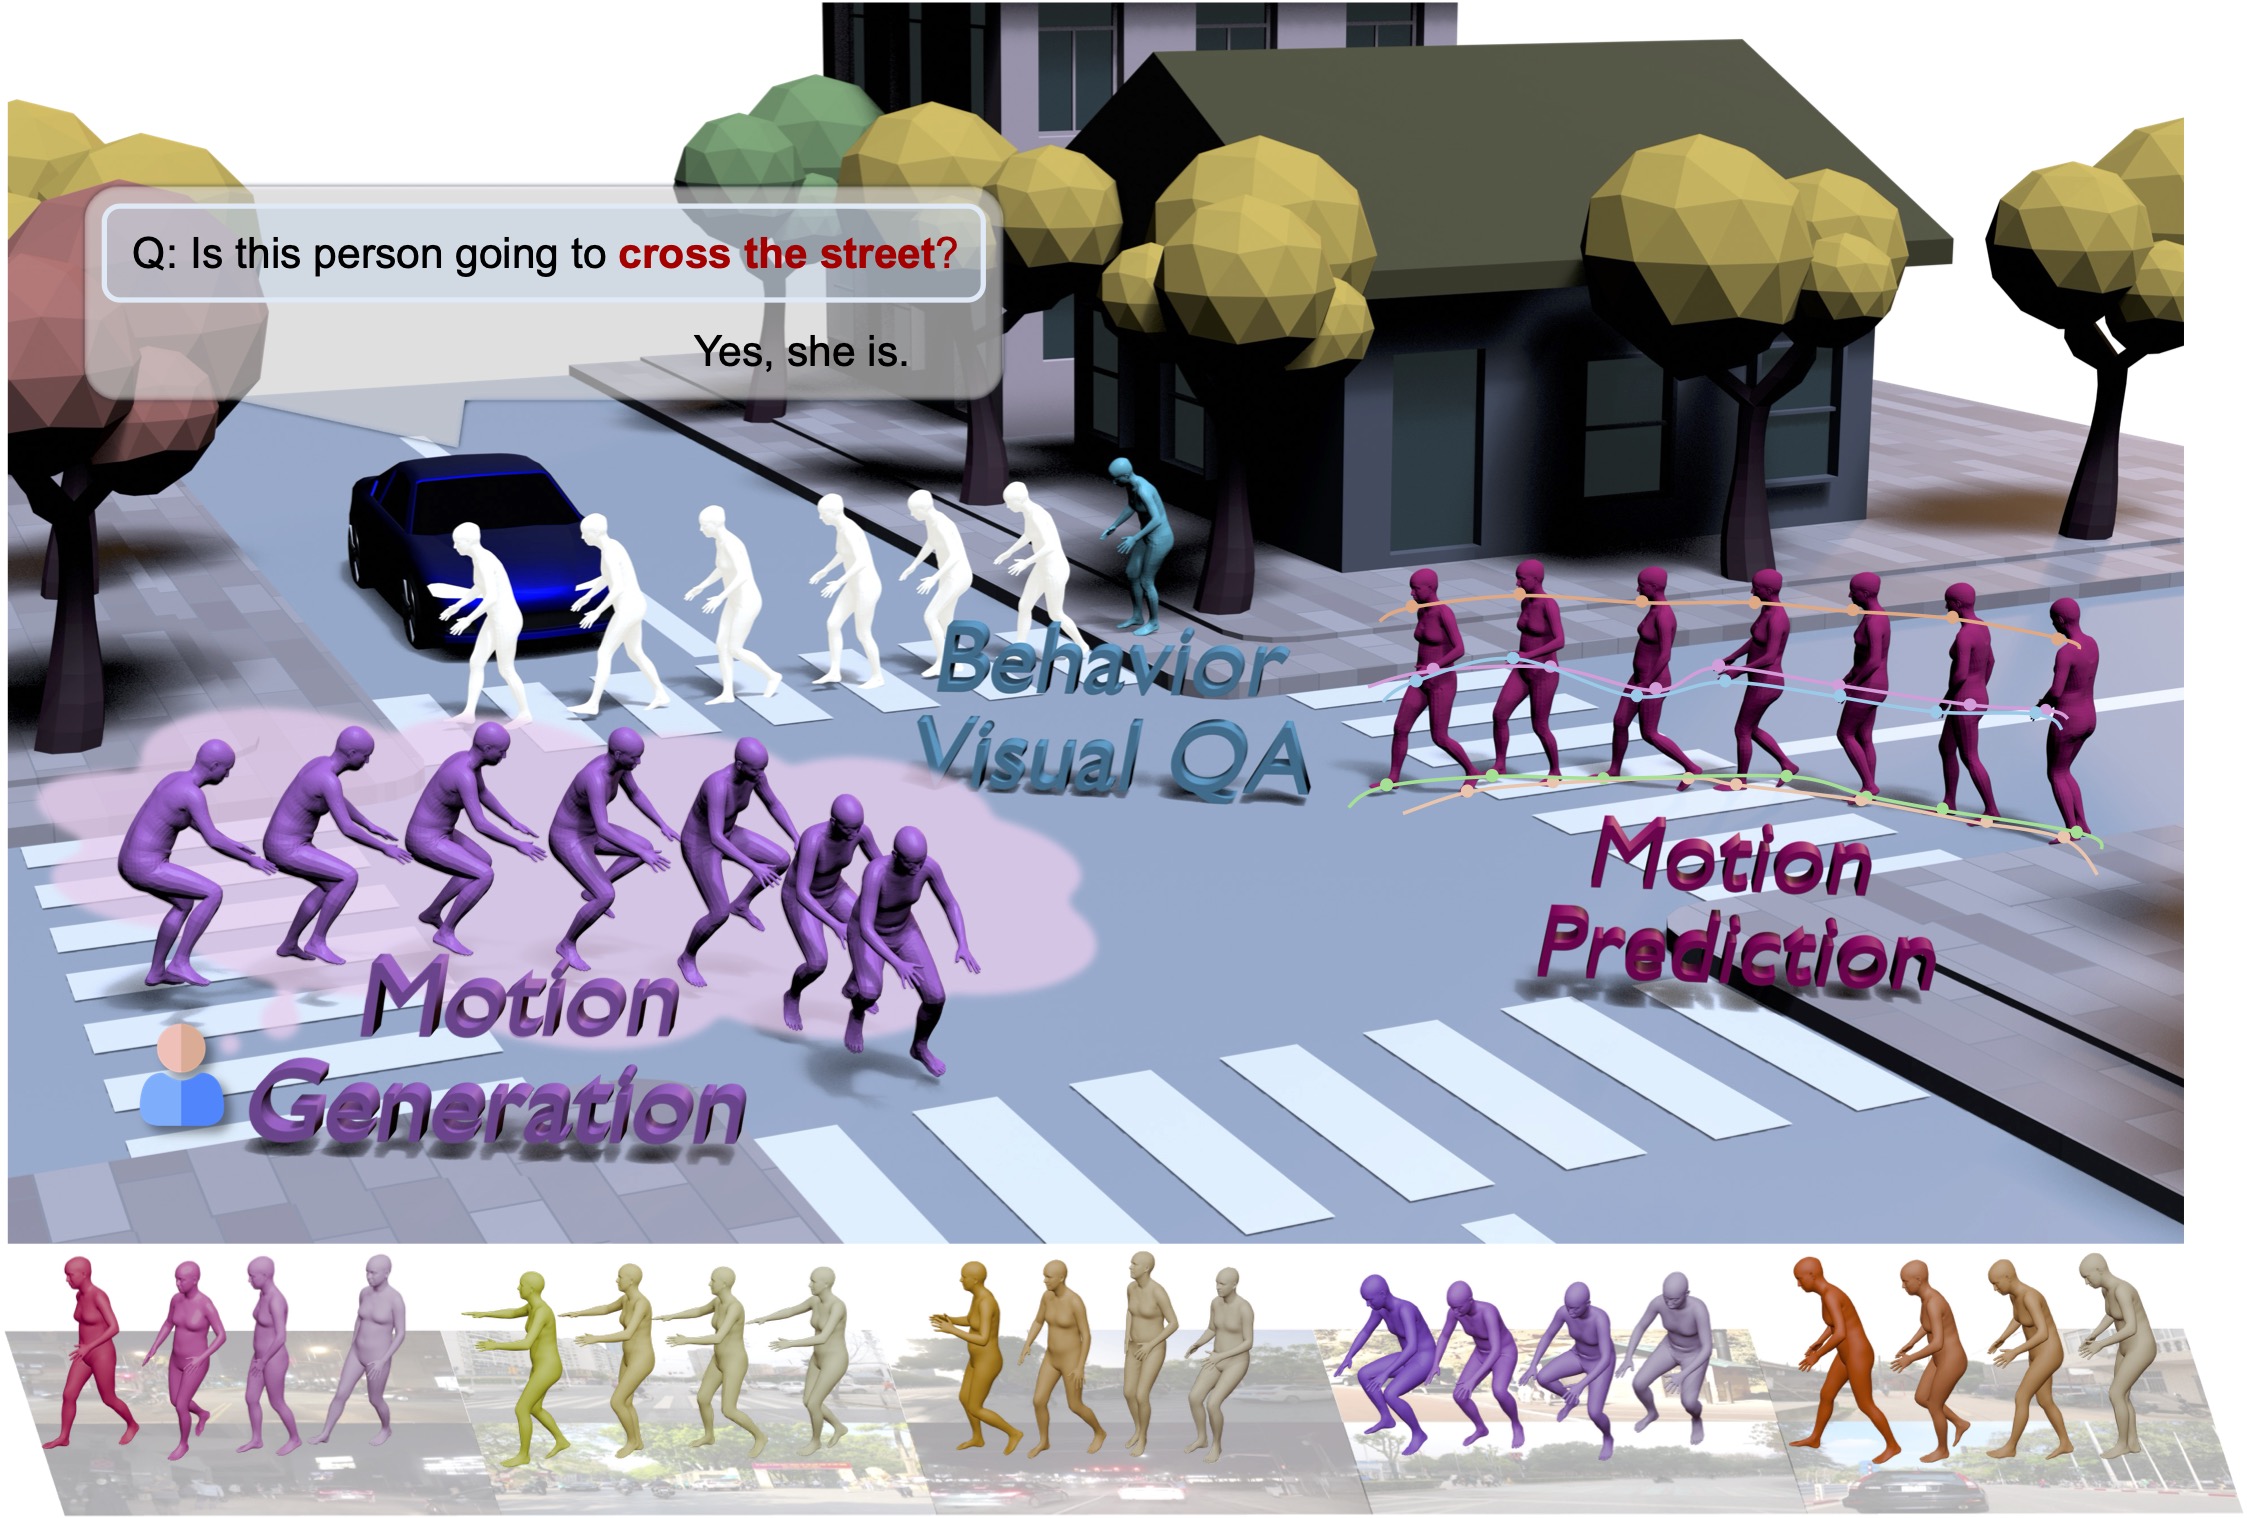 Q: Is this person going to cross the street?
Yes, she is.
Behavior
Visual QA
Motion
Prediction
Motion
Generation